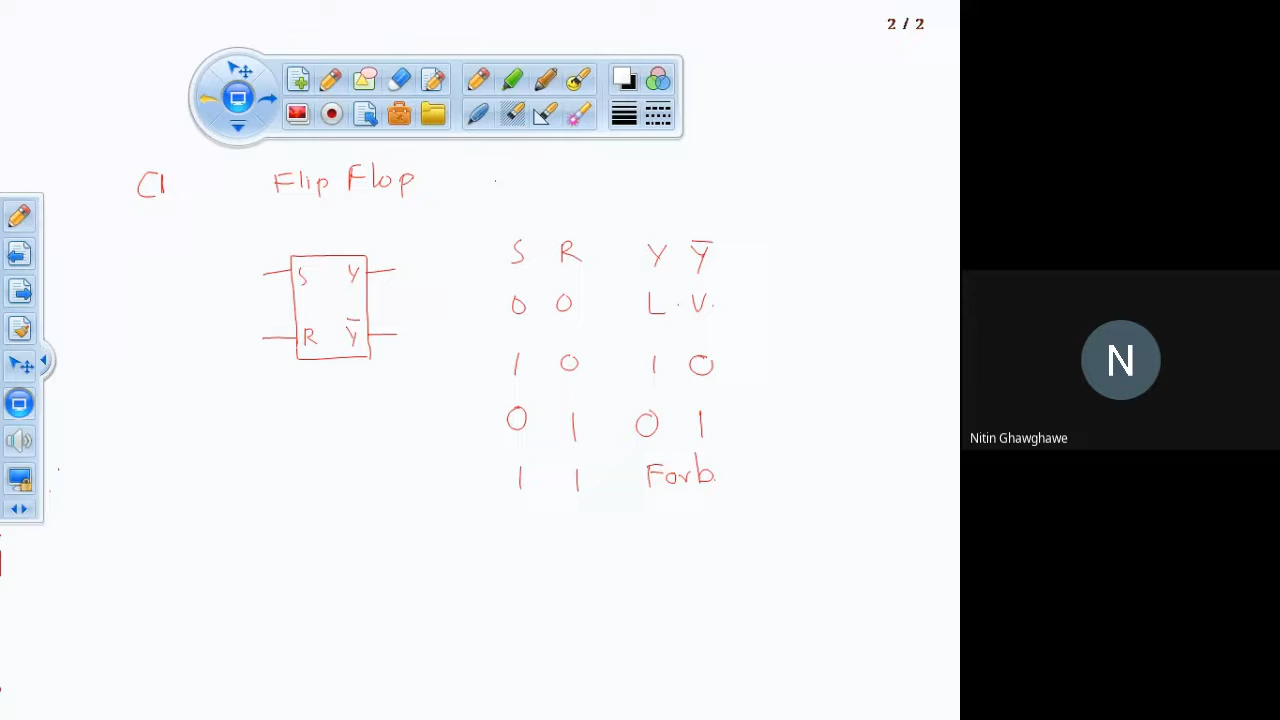 2 / 2
Cl Flip Flop
S R Y Y̅
S Y
0 0 L.V.
R Y̅
1 0 1 0
0 1 0 1
1 1 Forb.
N
Nitin Ghawghawe